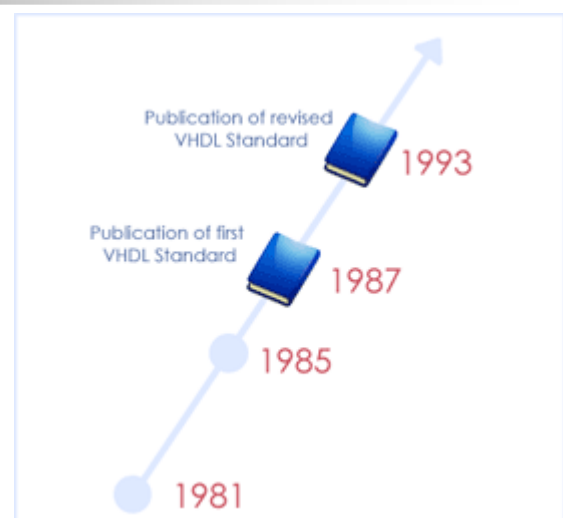 Publication of revised
VHDL Standard
1993
Publication of first
VHDL Standard
1987
1985
1981